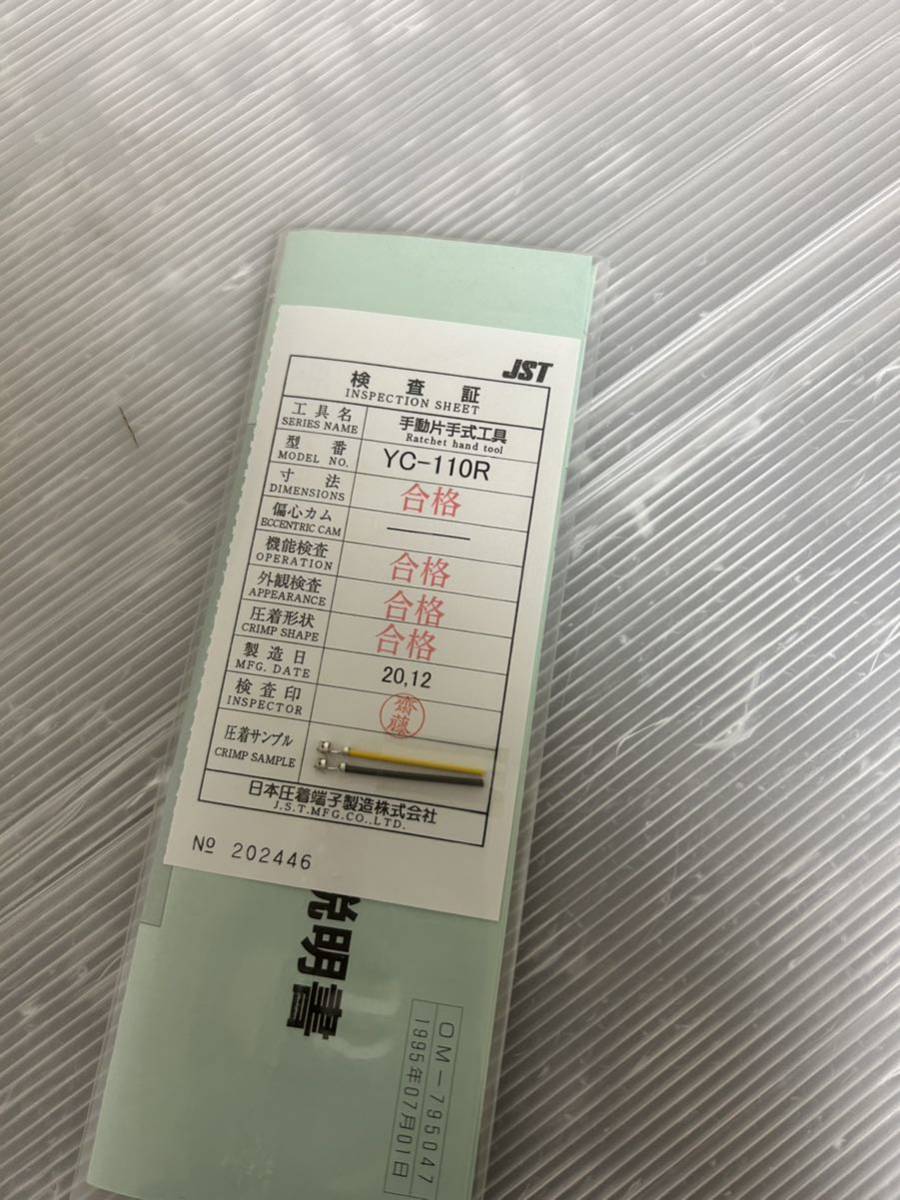 JST
検査証
INSPECTION SHEET
工具名 手動片手式工具
SERIES NAME Ratchet hand tool
型番 YC-110R
MODEL NO.
寸法 合格
DIMENSIONS
偏心カム
ECCENTRIC CAM
機能検査 合格
OPERATION
外観検査 合格
APPEARANCE
圧着形状 合格
CRIMP SHAPE
製造日 20,12
MFG. DATE
検査印 齋藤
INSPECTOR
圧着サンプル
CRIMP SAMPLE
日本圧着端子製造株式会社
J.S.T.MFG.CO.,LTD.
№ 202446
説明書
OM-795047
1995年07月01日